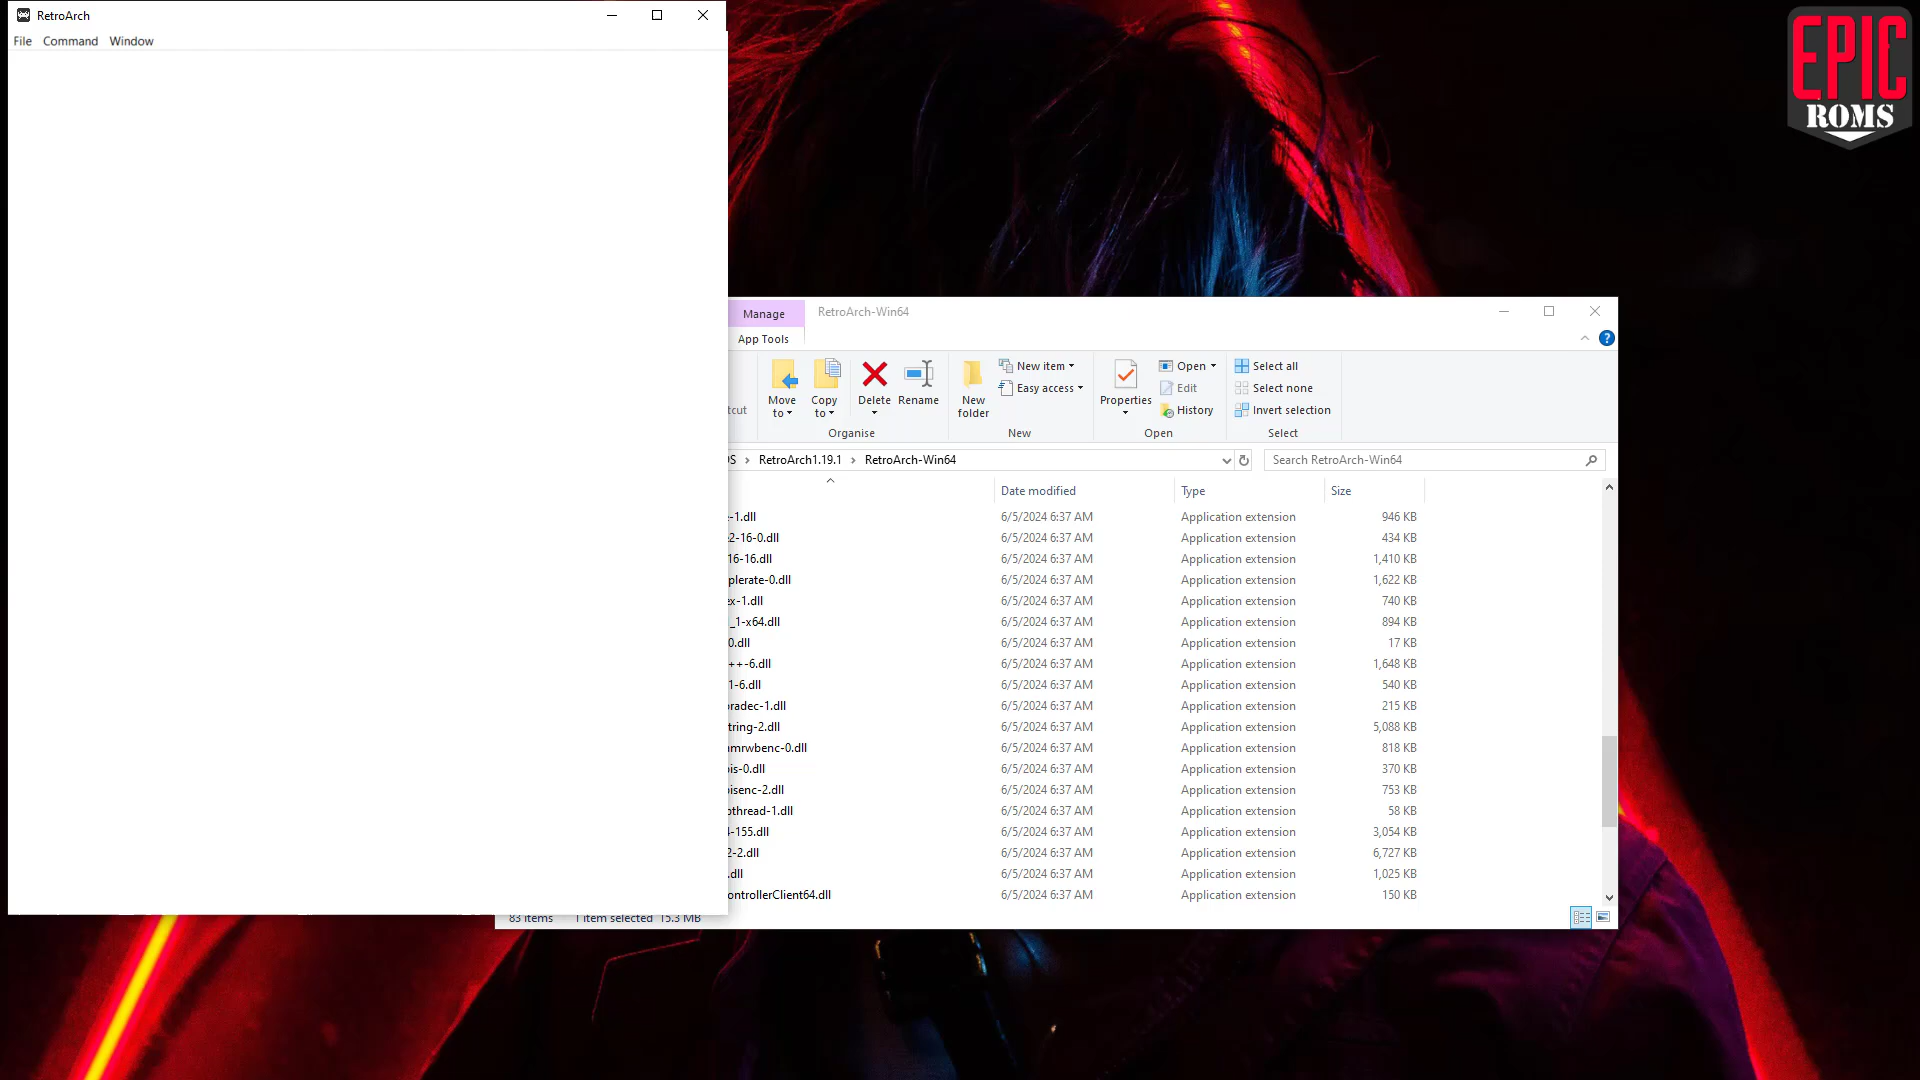 RetroArch
File Command Window
EPIC
ROMS
Manage RetroArch-Win64
App Tools
Move to Copy to Delete Rename New folder New item Easy access Properties Open Edit History Select all Select none Invert selection
Organise New Open Select
RetroArch1.19.1 > RetroArch-Win64 Search RetroArch-Win64
Date modified Type Size
-1.dll 6/5/2024 6:37 AM Application extension 946 KB
2-16-0.dll 6/5/2024 6:37 AM Application extension 434 KB
16-16.dll 6/5/2024 6:37 AM Application extension 1,410 KB
plerate-0.dll 6/5/2024 6:37 AM Application extension 1,622 KB
ex-1.dll 6/5/2024 6:37 AM Application extension 740 KB
_1-x64.dll 6/5/2024 6:37 AM Application extension 894 KB
0.dll 6/5/2024 6:37 AM Application extension 17 KB
++-6.dll 6/5/2024 6:37 AM Application extension 1,648 KB
1-6.dll 6/5/2024 6:37 AM Application extension 540 KB
oradec-1.dll 6/5/2024 6:37 AM Application extension 215 KB
tring-2.dll 6/5/2024 6:37 AM Application extension 5,088 KB
mrwbenc-0.dll 6/5/2024 6:37 AM Application extension 818 KB
bis-0.dll 6/5/2024 6:37 AM Application extension 370 KB
bisenc-2.dll 6/5/2024 6:37 AM Application extension 753 KB
pthread-1.dll 6/5/2024 6:37 AM Application extension 58 KB
4-155.dll 6/5/2024 6:37 AM Application extension 3,054 KB
2-2.dll 6/5/2024 6:37 AM Application extension 6,727 KB
.dll 6/5/2024 6:37 AM Application extension 1,025 KB
ontrollerClient64.dll 6/5/2024 6:37 AM Application extension 150 KB
83 items 1 item selected 15.3 MB